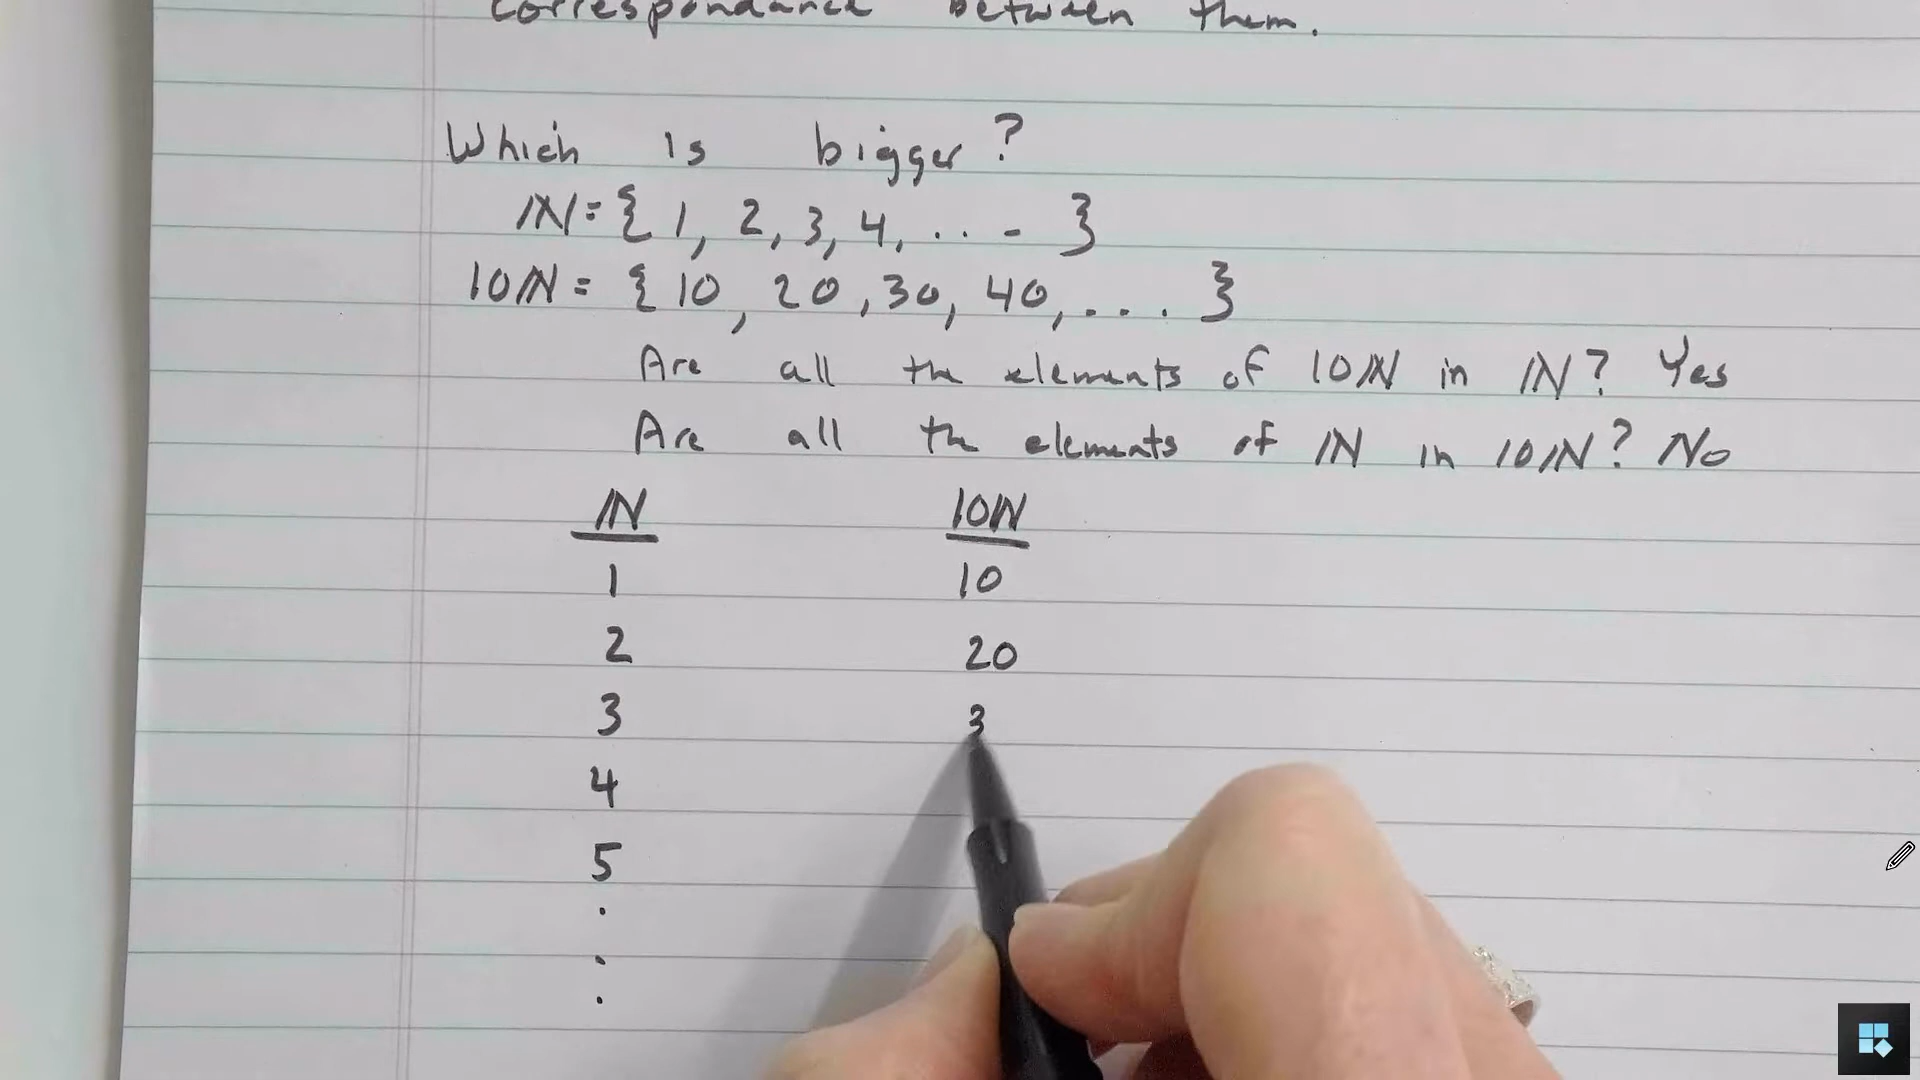 correspondance between them.
Which is bigger?
ℕ = { 1, 2, 3, 4, ... }
10ℕ = { 10, 20, 30, 40, ... }
Are all the elements of 10ℕ in ℕ? Yes
Are all the elements of ℕ in 10ℕ? No
ℕ 10ℕ
1 10
2 20
3 3
4
5
.
.
.